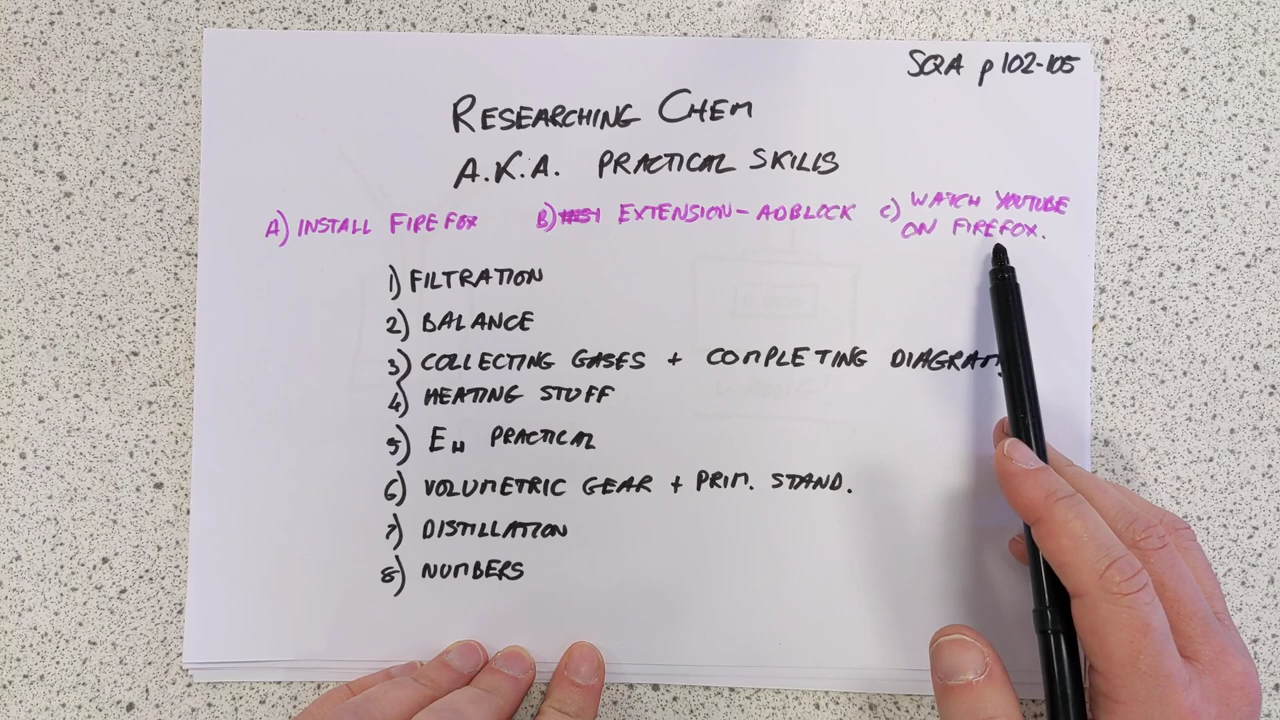 SQA p102-105
RESEARCHING CHEM
A.K.A. PRACTICAL SKILLS
A) INSTALL FIREFOX
B) EXTENSION-ADBLOCK
C) WATCH YOUTUBE
ON FIREFOX.
1) FILTRATION
2) BALANCE
3) COLLECTING GASES + COMPLETING
4) HEATING STUFF
5) EH PRACTICAL
6) VOLUMETRIC GEAR + PRIM. STAND.
7) DISTILLATION
8) NUMBERS